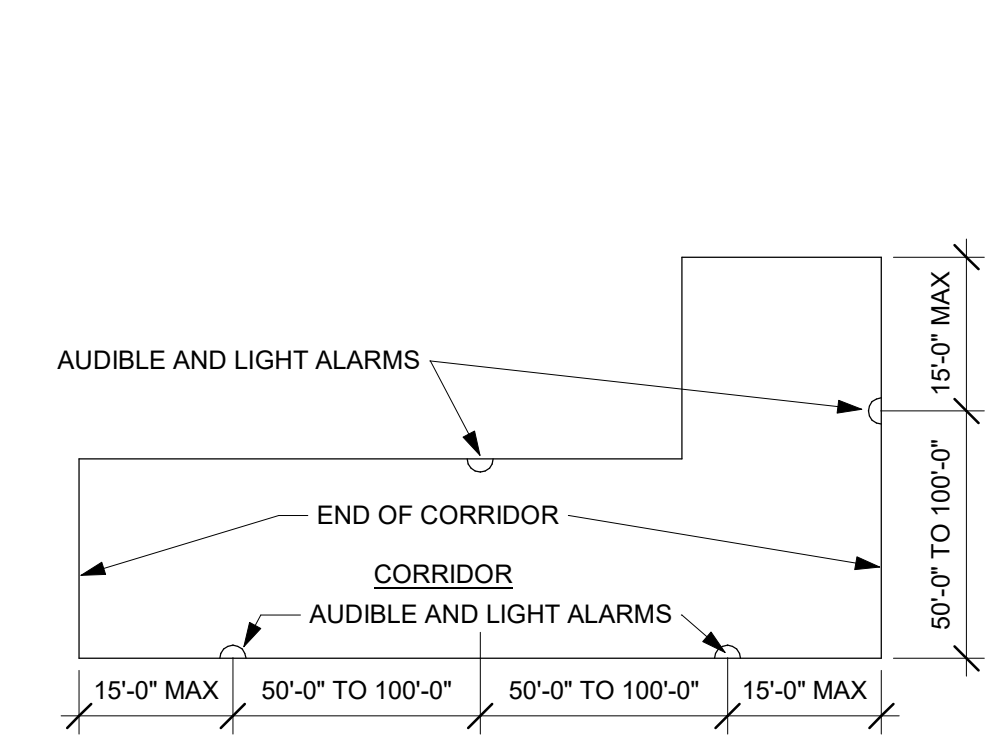 15'-0" MAX
AUDIBLE AND LIGHT ALARMS
50'-0" TO 100'-0"
END OF CORRIDOR
CORRIDOR
AUDIBLE AND LIGHT ALARMS
15'-0" MAX
50'-0" TO 100'-0"
50'-0" TO 100'-0"
15'-0" MAX